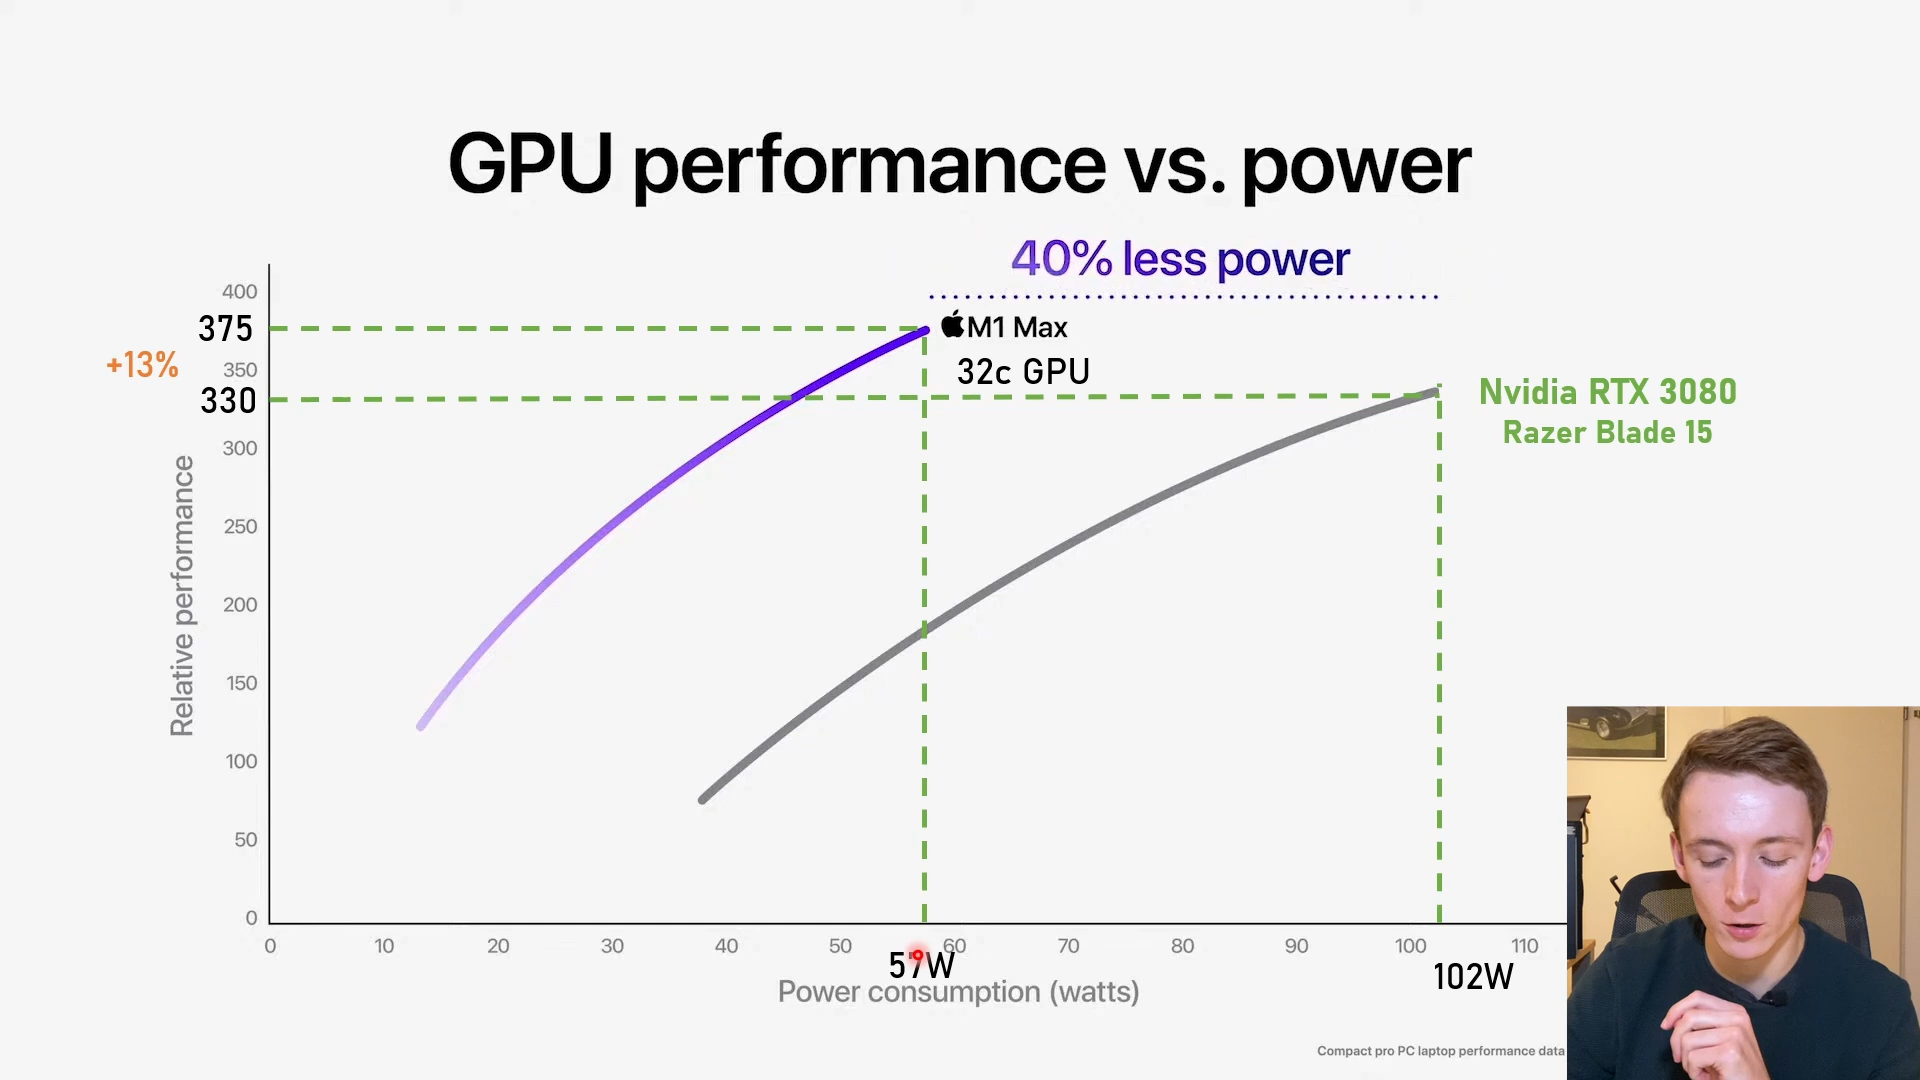 GPU performance vs. power
40% less power
400
375
M1 Max
+13%
350
32c GPU
330
Nvidia RTX 3080
Razer Blade 15
300
Relative performance
250
200
150
100
50
0
0 10 20 30 40 50 60 70 80 90 100 110
57W
102W
Power consumption (watts)
Compact pro PC laptop performance data